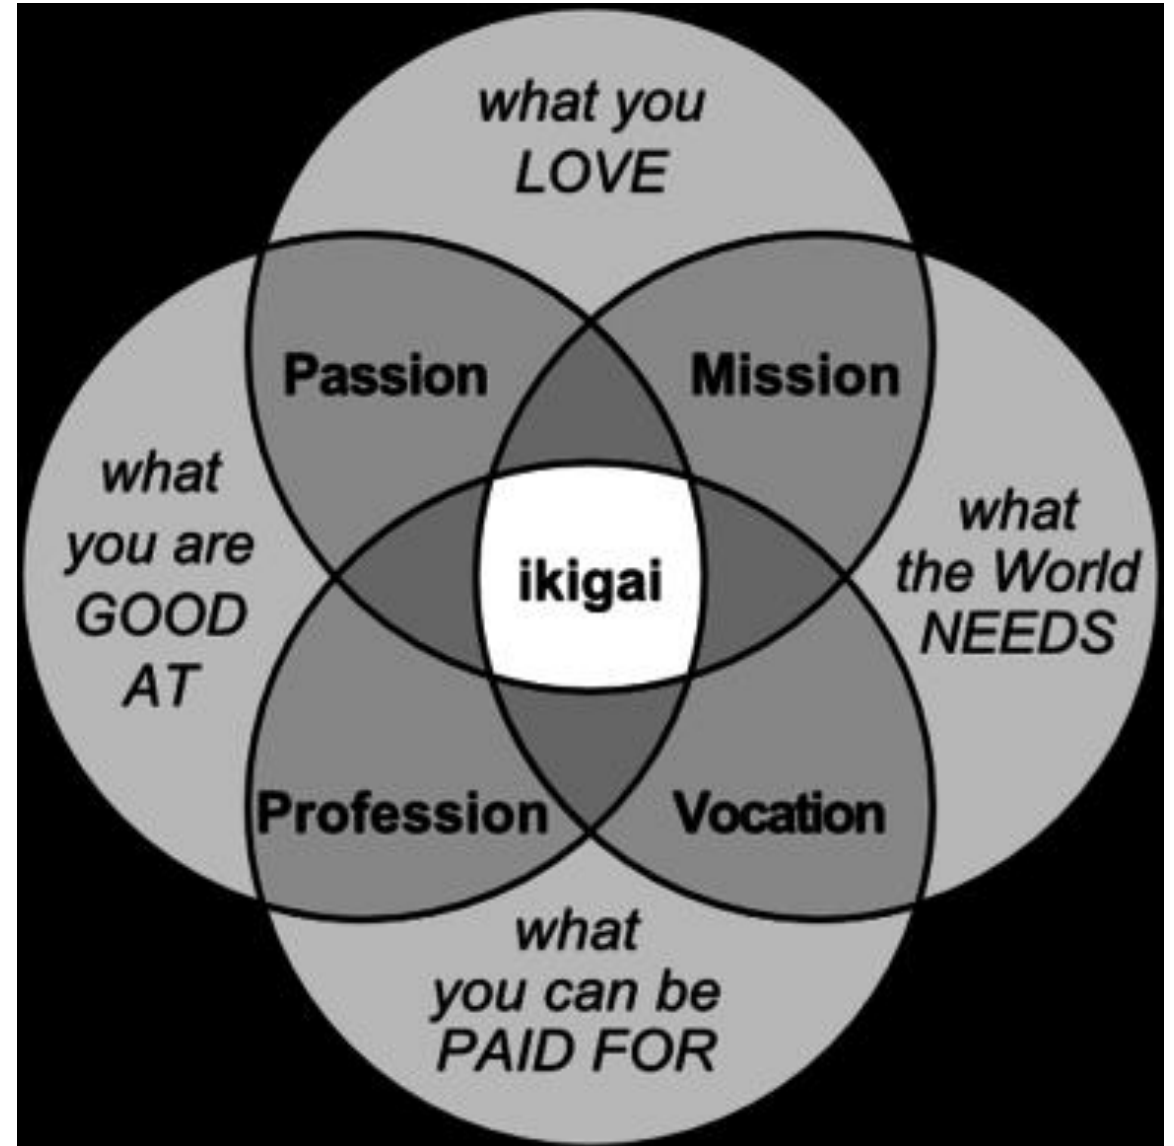 what you
LOVE
Passion
Mission
what
you are
GOOD
AT
ikigai
what
the World
NEEDS
Profession
Vocation
what
you can be
PAID FOR